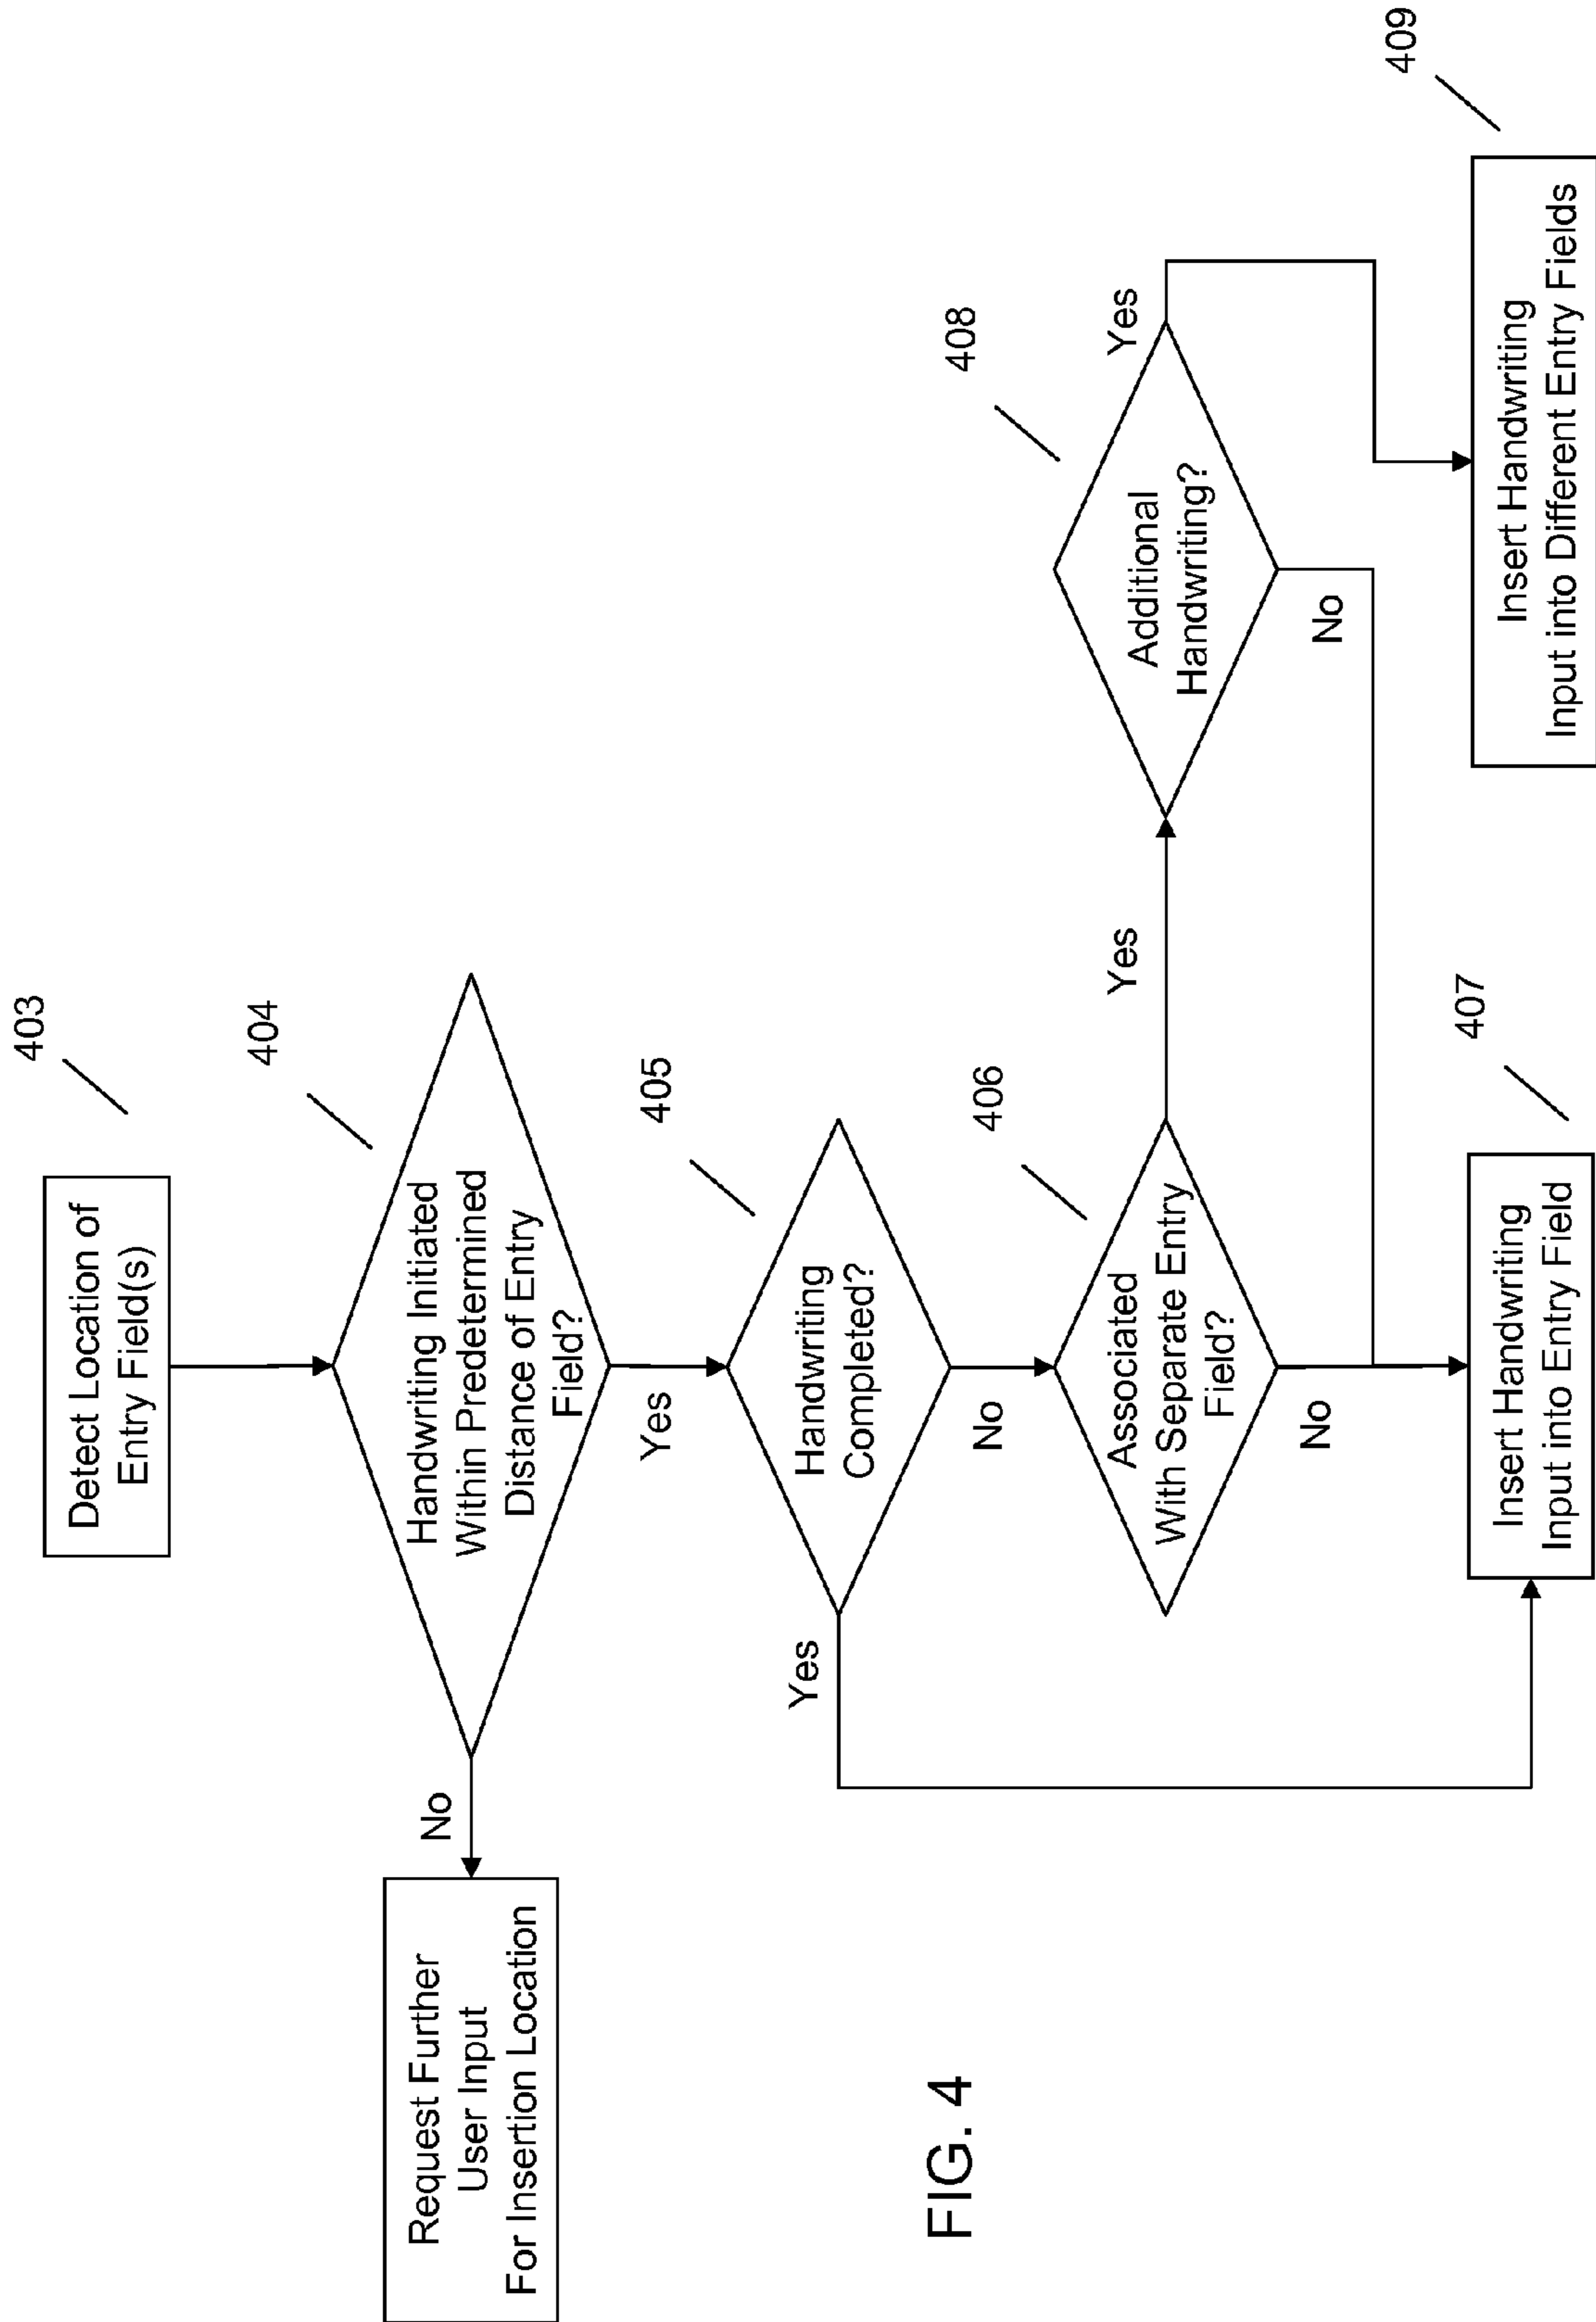 403
Detect Location of
Entry Field(s)
404
Handwriting Initiated
Within Predetermined
Distance of Entry
Field?
No
Request Further
User Input
For Insertion Location
Yes
405
Handwriting
Completed?
Yes
No
406
Associated
With Separate Entry
Field?
Yes
No
408
Additional
Handwriting?
Yes
No
407
Insert Handwriting
Input into Entry Field
409
Insert Handwriting
Input into Different Entry Fields
FIG. 4